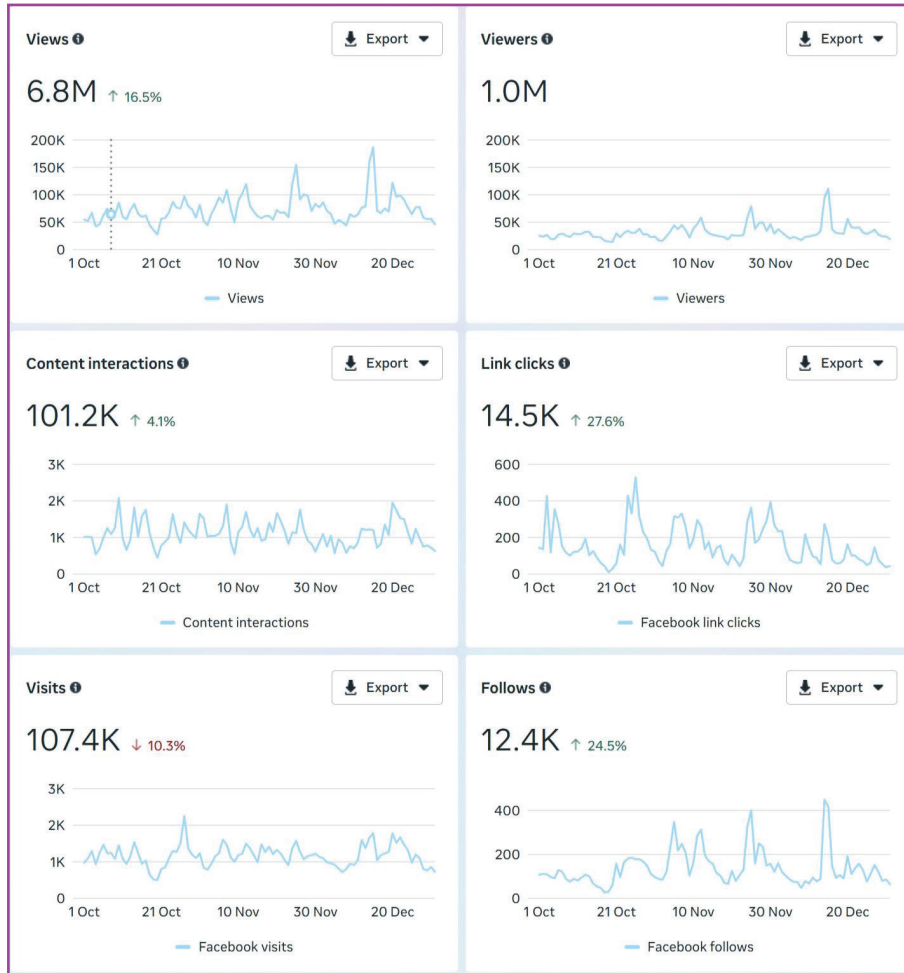 Views
Export
6.8M ↑ 16.5%
200K
150K
100K
50K
0
1 Oct 21 Oct 10 Nov 30 Nov 20 Dec
Views
Viewers
Export
1.0M
200K
150K
100K
50K
0
1 Oct 21 Oct 10 Nov 30 Nov 20 Dec
Viewers
Content interactions
Export
101.2K ↑ 4.1%
3K
2K
1K
0
1 Oct 21 Oct 10 Nov 30 Nov 20 Dec
Content interactions
Link clicks
Export
14.5K ↑ 27.6%
600
400
200
0
1 Oct 21 Oct 10 Nov 30 Nov 20 Dec
Facebook link clicks
Visits
Export
107.4K ↓ 10.3%
3K
2K
1K
0
1 Oct 21 Oct 10 Nov 30 Nov 20 Dec
Facebook visits
Follows
Export
12.4K ↑ 24.5%
400
200
0
1 Oct 21 Oct 10 Nov 30 Nov 20 Dec
Facebook follows